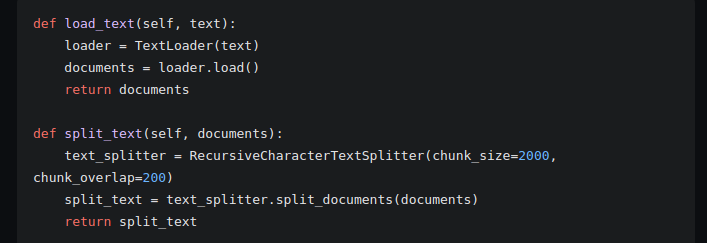 def load_text(self, text):
    loader = TextLoader(text)
    documents = loader.load()
    return documents

def split_text(self, documents):
    text_splitter = RecursiveCharacterTextSplitter(chunk_size=2000,
chunk_overlap=200)
    split_text = text_splitter.split_documents(documents)
    return split_text